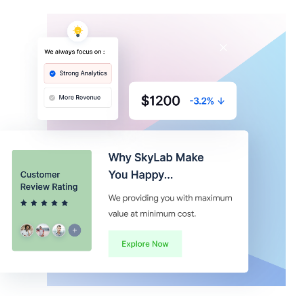 We always focus on :
Strong Analytics
More Revenue
$1200 -3.2% ↓
Customer
Review Rating
Why SkyLab Make
You Happy...
We providing you with maximum
value at minimum cost.
Explore Now